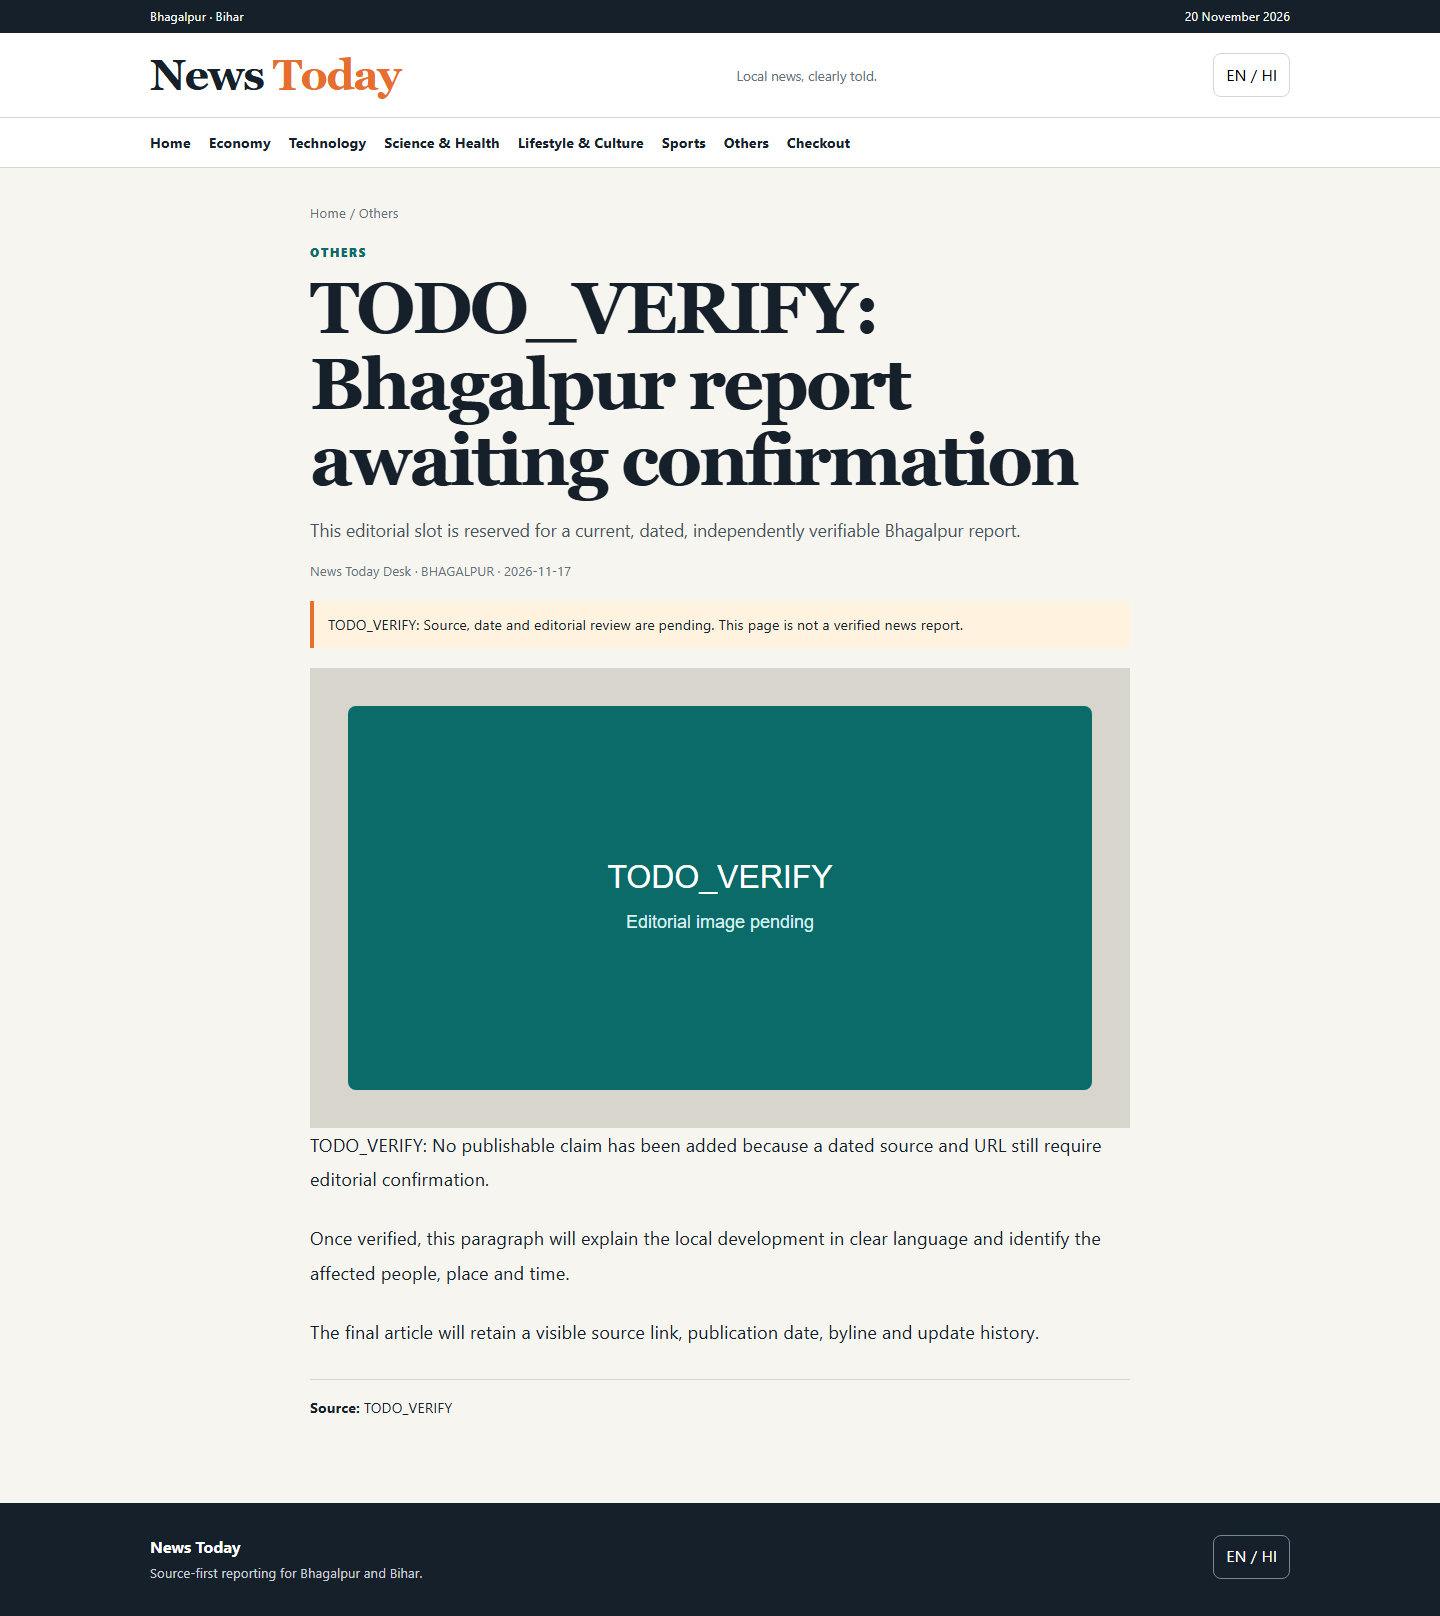 Bhagalpur · Bihar
20 November 2026
News Today
Local news, clearly told.
EN / HI
Home Economy Technology Science & Health Lifestyle & Culture Sports Others Checkout
Home / Others
OTHERS
TODO_VERIFY:
Bhagalpur report
awaiting confirmation
This editorial slot is reserved for a current, dated, independently verifiable Bhagalpur report.
News Today Desk · BHAGALPUR · 2026-11-17
TODO_VERIFY: Source, date and editorial review are pending. This page is not a verified news report.
TODO_VERIFY
Editorial image pending
TODO_VERIFY: No publishable claim has been added because a dated source and URL still require
editorial confirmation.
Once verified, this paragraph will explain the local development in clear language and identify the
affected people, place and time.
The final article will retain a visible source link, publication date, byline and update history.
Source: TODO_VERIFY
News Today
Source-first reporting for Bhagalpur and Bihar.
EN / HI